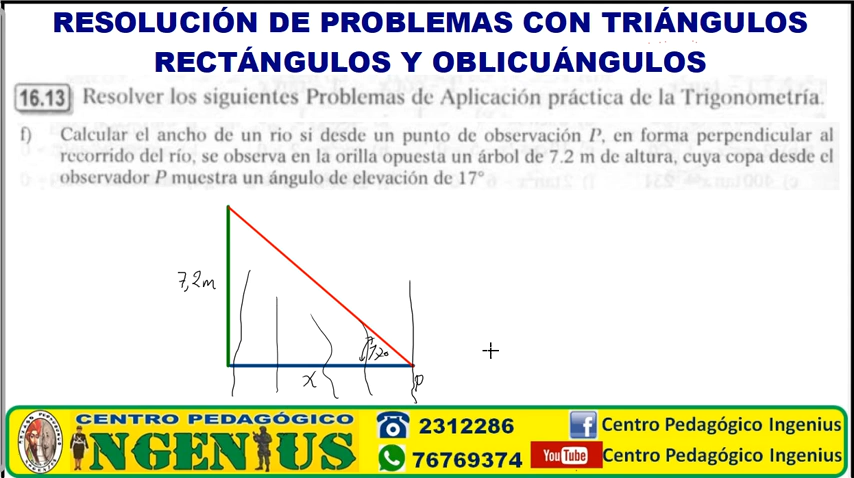 RESOLUCIÓN DE PROBLEMAS CON TRIÁNGULOS
RECTÁNGULOS Y OBLICUÁNGULOS
16.13 Resolver los siguientes Problemas de Aplicación práctica de la Trigonometría.
f) Calcular el ancho de un rio si desde un punto de observación P, en forma perpendicular al
recorrido del río, se observa en la orilla opuesta un árbol de 7.2 m de altura, cuya copa desde el
observador P muestra un ángulo de elevación de 17°
7,2m
17°
x
P
CENTRO PEDAGÓGICO
INGENIUS
2312286
76769374
Centro Pedagógico Ingenius
YouTube Centro Pedagógico Ingenius